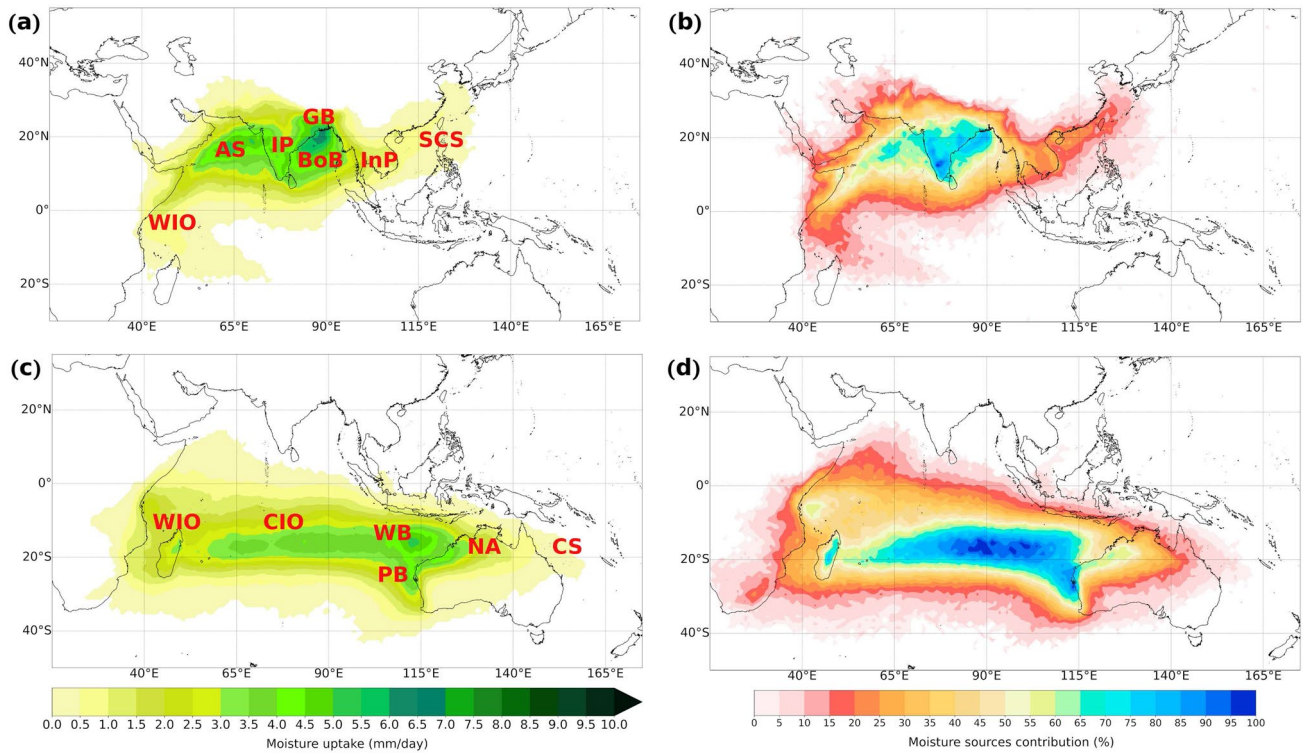 (a)
(b)
40°N
20°N
0°
20°S
GB
AS
IP
BoB
InP
SCS
WIO
40°E
65°E
90°E
115°E
140°E
165°E
40°N
20°N
0°
20°S
40°E
65°E
90°E
115°E
140°E
165°E
(c)
(d)
20°N
0°
20°S
40°S
WIO
CIO
WB
NA
CS
PB
40°E
65°E
90°E
115°E
140°E
165°E
20°N
0°
20°S
40°S
40°E
65°E
90°E
115°E
140°E
165°E
0.0 0.5 1.0 1.5 2.0 2.5 3.0 3.5 4.0 4.5 5.0 5.5 6.0 6.5 7.0 7.5 8.0 8.5 9.0 9.5 10.0
Moisture uptake (mm/day)
0 5 10 15 20 25 30 35 45 55 60 65 70 75 80 85 90 95 100
Moisture sources contribution (%)